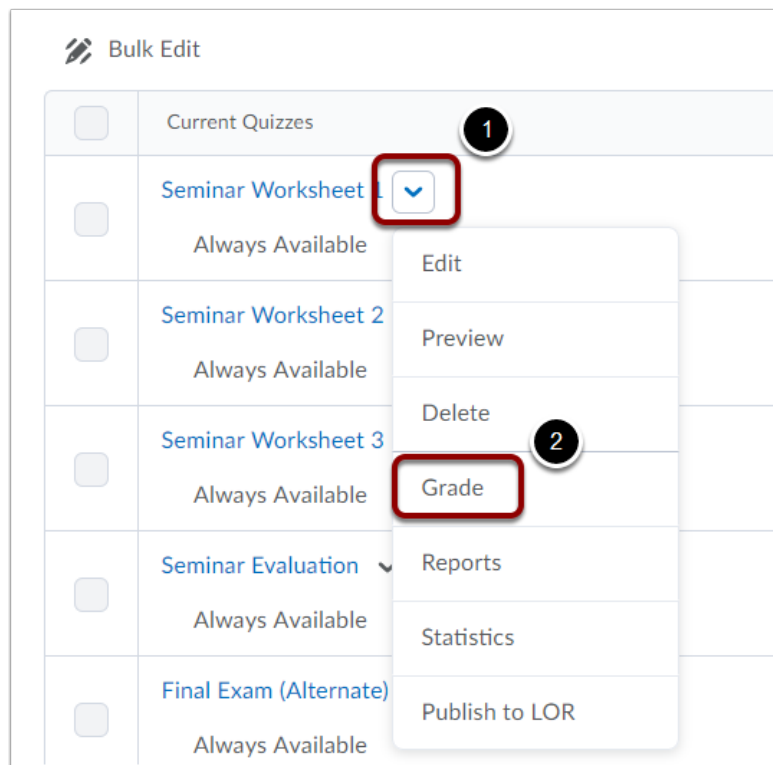 Bulk Edit
Current Quizzes
1
Seminar Worksheet 1
Always Available
Edit
Seminar Worksheet 2
Preview
Always Available
Delete
2
Seminar Worksheet 3
Grade
Always Available
Seminar Evaluation
Reports
Always Available
Statistics
Final Exam (Alternate)
Publish to LOR
Always Available